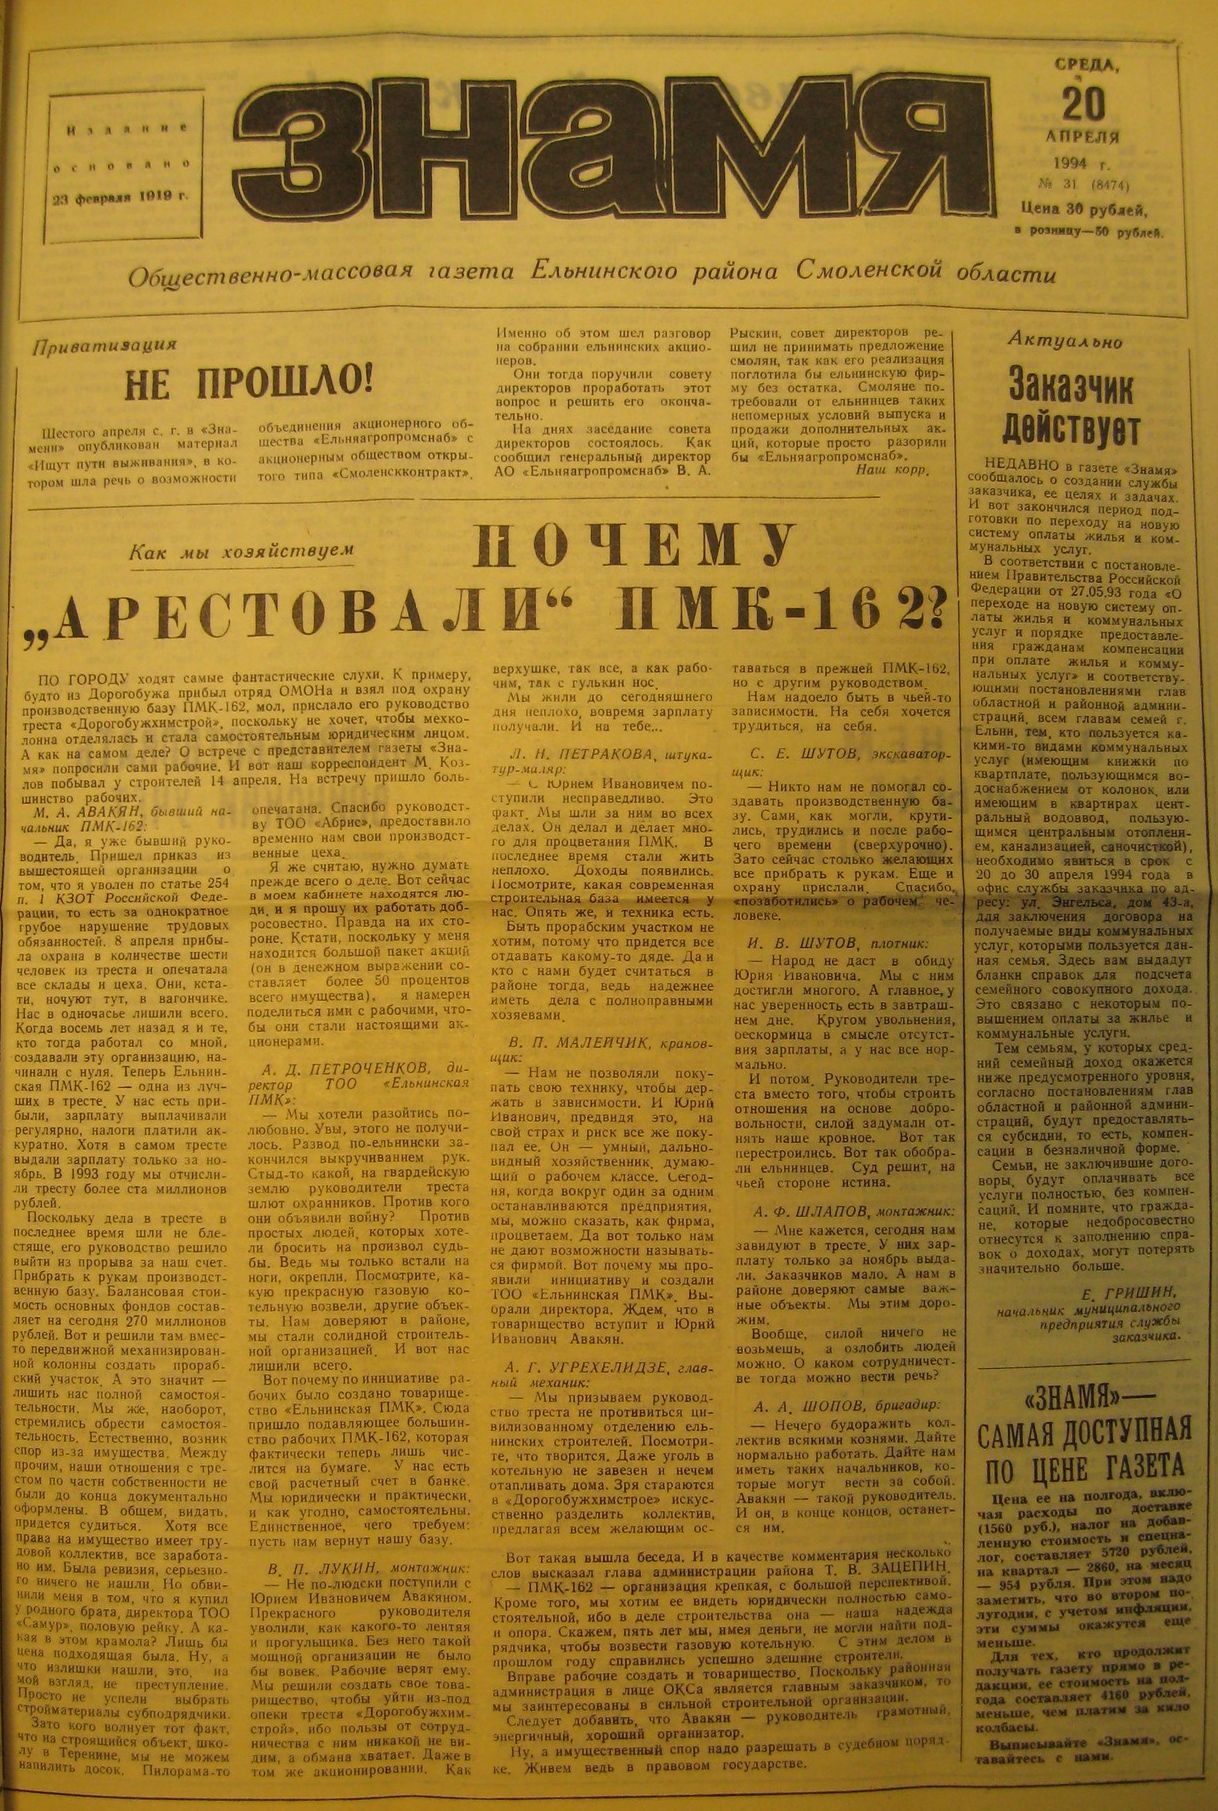 Издание
основано
23 февраля 1919 г.
ЗНАМЯ
СРЕДА,
20
АПРЕЛЯ
1994 г.
№ 31 (8474)
Цена 30 рублей,
в розницу—50 рублей.
Общественно-массовая газета Ельнинского района Смоленской области
Приватизация
НЕ ПРОШЛО!
Шестого апреля с. г. в «Зна-
мени» опубликован материал
«Ищут пути выживания», в ко-
тором шла речь о возможности
объединения акционерного об-
щества «Ельняагропромснаб» с
акционерным обществом откры-
того типа «Смоленскконтракт».
Именно об этом шел разговор
на собрании ельнинских акцио-
неров.
Они тогда поручили совету
директоров проработать этот
вопрос и решить его оконча-
тельно.
На днях заседание совета
директоров состоялось. Как
сообщил генеральный директор
АО «Ельняагропромснаб» В. А.
Рыскин, совет директоров ре-
шил не принимать предложение
смолян, так как его реализация
поглотила бы ельнинскую фир-
му без остатка. Смоляне по-
требовали от ельнинцев таких
непомерных условий выпуска и
продажи дополнительных ак-
ций, которые просто разорили
бы «Ельняагропромснаб».
Наш корр.
Как мы хозяйствуем
ПОЧЕМУ
„АРЕСТОВАЛИ“ ПМК-162?
ПО ГОРОДУ ходят самые фантастические слухи. К примеру,
будто из Дорогобужа прибыл отряд ОМОНа и взял под охрану
производственную базу ПМК-162, мол, прислало его руководство
треста «Дорогобужхимстрой», поскольку не хочет, чтобы мехко-
лонна отделялась и стала самостоятельным юридическим лицом.
А как на самом деле? О встрече с представителем газеты «Зна-
мя» попросили сами рабочие. И вот наш корреспондент М. Коз-
лов побывал у строителей 14 апреля. На встречу пришло боль-
шинство рабочих.
М. А. АВАКЯН, бывший на-
чальник ПМК-162:
— Да, я уже бывший руко-
водитель. Пришел приказ из
вышестоящей организации о
том, что я уволен по статье 254
п. 1 КЗОТ Российской Феде-
рации, то есть за однократное
грубое нарушение трудовых
обязанностей. 8 апреля прибы-
ла охрана в количестве шести
человек из треста и опечатала
все склады и цеха. Они, кста-
ти, ночуют тут, в вагончике.
Нас в одночасье лишили всего.
Когда восемь лет назад я и те,
кто тогда работал со мной,
создавали эту организацию, на-
чинали с нуля. Теперь Ельнин-
ская ПМК-162 — одна из луч-
ших в тресте. У нас есть при-
были, зарплату выплачивали
регулярно, налоги платили ак-
куратно. Хотя в самом тресте
выдали зарплату только за но-
ябрь. В 1993 году мы отчисли-
ли тресту более ста миллионов
рублей.
Поскольку дела в тресте в
последнее время шли не бле-
стяще, его руководство решило
выйти из прорыва за наш счет.
Прибрать к рукам производст-
венную базу. Балансовая стои-
мость основных фондов состав-
ляет на сегодня 270 миллионов
рублей. Вот и решили там вмес-
то передвижной механизирован-
ной колонны создать прораб-
ский участок. А это значит —
лишить нас полной самостоя-
тельности. Мы же, наоборот,
стремились обрести самостоя-
тельность. Естественно, возник
спор из-за имущества. Между
прочим, наши отношения с тре-
стом по части собственности не
были до конца документально
оформлены. В общем, видать,
придется судиться. Хотя все
права на имущество имеет тру-
довой коллектив, все заработа-
но им. Была ревизия, серьезно-
го ничего не нашли. Но обви-
нили меня в том, что я купил
у родного брата, директора ТОО
«Самур», половую рейку. А ка-
кая в этом крамола? Лишь бы
цена подходящая была. Ну, а
что излишки нашли, это, на
мой взгляд, не преступление.
Просто не успели выбрать
стройматериалы субподрядчики.
Зато кого волнует тот факт,
что на строящийся объект, шко-
лу в Теренине, мы не можем
напилить досок. Пилорама-то
опечатана. Спасибо руководст-
ву ТОО «Абрис», предоставило
временно нам свои производст-
венные цеха.
Я же считаю, нужно думать
прежде всего о деле. Вот сейчас
в моем кабинете находятся лю-
ди, и я прошу их работать доб-
росовестно. Правда на их сто-
роне. Кстати, поскольку у меня
находится большой пакет акций
(он в денежном выражении со-
ставляет более 50 процентов
всего имущества), я намерен
поделиться ими с рабочими, что-
бы они стали настоящими ак-
ционерами.
А. Д. ПЕТРОЧЕНКОВ, ди-
ректор ТОО «Ельнинская
ПМК»:
— Мы хотели разойтись по-
любовно. Увы, этого не получи-
лось. Развод по-ельнински за-
кончился выкручиванием рук.
Стыд-то какой, на гвардейскую
землю руководители треста
шлют охранников. Против кого
они объявили войну? Против
простых людей, которых хоте-
ли бросить на произвол судь-
бы. Ведь мы только встали на
ноги, окрепли. Посмотрите, ка-
кую прекрасную газовую ко-
тельную возвели, другие объек-
ты. Нам доверяют в районе,
мы стали солидной строитель-
ной организацией. И вот нас
лишили всего.
Вот почему по инициативе ра-
бочих было создано товарище-
ство «Ельнинская ПМК». Сюда
пришло подавляющее большин-
ство рабочих ПМК-162, которая
фактически теперь лишь чис-
лится на бумаге. У нас есть
свой расчетный счет в банке.
Мы юридически и практически,
и как угодно, самостоятельны.
Единственное, чего требуем:
пусть нам вернут нашу базу.
В. П. ЛУКИН, монтажник:
— Не по-людски поступили с
Юрием Ивановичем Авакяном.
Прекрасного руководителя
уволили, как какого-то лентяя
и прогульщика. Без него такой
мощной организации не было
бы вовек. Рабочие верят ему.
Мы решили создать свое това-
рищество, чтобы уйти из-под
опеки треста «Дорогобужхим-
строй», ибо пользы от сотруд-
ничества с ним никакой не ви-
дим, а обмана хватает. Даже в
том же акционировании. Как
верхушке, так все, а как рабо-
чим, так с гулькин нос.
Мы жили до сегодняшнего
дня неплохо, вовремя зарплату
получали. И на тебе...
Л. Н. ПЕТРАКОВА, штука-
тур-маляр:
— С Юрием Ивановичем по-
ступили несправедливо. Это
факт. Мы шли за ним во всех
делах. Он делал и делает мно-
го для процветания ПМК. В
последнее время стали жить
неплохо. Доходы появились.
Посмотрите, какая современная
строительная база имеется у
нас. Опять же, и техника есть.
Быть прорабским участком не
хотим, потому что придется все
отдавать какому-то дяде. Да и
кто с нами будет считаться в
районе тогда, ведь надежнее
иметь дела с полноправными
хозяевами.
В. П. МАЛЕЙЧИК, кранов-
щик:
— Нам не позволяли поку-
пать свою технику, чтобы дер-
жать в зависимости. И Юрий
Иванович, предвидя это, на
свой страх и риск все же поку-
пал ее. Он — умный, дально-
видный хозяйственник, думаю-
щий о рабочем классе. Сегод-
ня, когда вокруг один за одним
останавливаются предприятия,
мы, можно сказать, как фирма,
процветаем. Да вот только нам
не дают возможности называть-
ся фирмой. Вот почему мы про-
явили инициативу и создали
ТОО «Ельнинская ПМК». Вы-
брали директора. Ждем, что в
товарищество вступит и Юрий
Иванович Авакян.
А. Г. УГРЕХЕЛИДЗЕ, глав-
ный механик:
— Мы призываем руковод-
ство треста не противиться ци-
вилизованному отделению ель-
нинских строителей. Посмотри-
те, что творится. Даже уголь в
котельную не завезен и нечем
отапливать дома. Зря стараются
в «Дорогобужхимстрое» искус-
ственно разделить коллектив,
предлагая всем желающим ос-
таваться в прежней ПМК-162,
но с другим руководством.
Нам надоело быть в чьей-то
записимости. На себя хочется
трудиться, на себя.
С. Е. ШУТОВ, экскаватор-
щик:
— Никто нам не помогал со-
здавать производственную ба-
зу. Сами, как могли, крути-
лись, трудились и после рабо-
чего времени (сверхурочно).
Зато сейчас столько желающих
все прибрать к рукам. Еще и
охрану прислали. Спасибо,
«позаботились» о рабочем че-
ловеке.
И. В. ШУТОВ, плотник:
— Народ не даст в обиду
Юрия Ивановича. Мы с ним
достигли многого. А главное, у
нас уверенность есть в завтраш-
нем дне. Кругом увольнения,
бескормица в смысле отсутст-
вия зарплаты, а у нас все нор-
мально.
И потом. Руководители тре-
ста вместо того, чтобы строить
отношения на основе добро-
вольности, силой задумали от-
нять наше кровное. Вот так
перестроились. Вот так обобра-
ли ельнинцев. Суд решит, на
чьей стороне истина.
А. Ф. ШЛАПОВ, монтажник:
— Мне кажется, сегодня нам
завидуют в тресте. У них зар-
плату только за ноябрь выда-
ли. Заказчиков мало. А нам в
районе доверяют самые важ-
ные объекты. Мы этим доро-
жим.
Вообще, силой ничего не
возьмешь, а озлобить людей
можно. О каком сотрудничест-
ве тогда можно вести речь?
А. А. ШОПОВ, бригадир:
— Нечего будоражить кол-
лектив всякими кознями. Дайте
нормально работать. Дайте нам
иметь таких начальников, ко-
торые могут вести за собой.
Авакян — такой руководитель.
И он, в конце концов, останет-
ся им.
Вот такая вышла беседа. И в качестве комментария несколько
слов высказал глава администрации района Т. В. ЗАЦЕПИН.
— ПМК-162 — организация крепкая, с большой перспективой.
Кроме того, мы хотим ее видеть юридически полностью само-
стоятельной, ибо в деле строительства она — наша надежда
и опора. Скажем, пять лет мы, имея деньги, не могли найти под-
рядчика, чтобы возвести газовую котельную. С этим делом в
прошлом году справились успешно здешние строители.
Вправе рабочие создать и товарищество. Поскольку районная
администрация в лице ОКСа является главным заказчиком, то
мы заинтересованы в сильной строительной организации.
Следует добавить, что Авакян — руководитель грамотный,
энергичный, хороший организатор.
Ну, а имущественный спор надо разрешать в судебном поряд-
ке. Живем ведь в правовом государстве.
Актуально
Заказчик
действует
НЕДАВНО в газете «Знамя»
сообщалось о создании службы
заказчика, ее целях и задачах.
И вот закончился период под-
готовки по переходу на новую
систему оплаты жилья и ком-
мунальных услуг.
В соответствии с постановле-
нием Правительства Российской
Федерации от 27.05.93 года «О
переходе на новую систему оп-
латы жилья и коммунальных
услуг и порядке предоставле-
ния гражданам компенсации
при оплате жилья и комму-
нальных услуг» и соответству-
ющими постановлениями глав
областной и районной админи-
страций, всем главам семей г.
Ельни, тем, кто пользуется ка-
кими-то видами коммунальных
услуг (имеющим книжки по
квартплате, пользующимся во-
доснабжением от колонок, или
имеющим в квартирах цент-
ральный водоввод, пользую-
щимся центральным отоплени-
ем, канализацией, саночисткой),
необходимо явиться в срок с
20 до 30 апреля 1994 года в
офис службы заказчика по ад-
ресу: ул. Энгельса, дом 43-а,
для заключения договора на
получаемые виды коммунальных
услуг, которыми пользуется дан-
ная семья. Здесь вам выдадут
бланки справок для подсчета
семейного совокупного дохода.
Это связано с некоторым по-
вышением оплаты за жилье и
коммунальные услуги.
Тем семьям, у которых сред-
ний семейный доход окажется
ниже предусмотренного уровня,
согласно постановлениям глав
областной и районной админи-
страций, будут предоставлять-
ся субсидии, то есть, компен-
сации в безналичной форме.
Семьи, не заключившие дого-
воры, будут оплачивать все
услуги полностью, без компен-
саций. И помните, что гражда-
не, которые недобросовестно
отнесутся к заполнению спра-
вок о доходах, могут потерять
значительно больше.
Е. ГРИШИН,
начальник муниципального
предприятия службы
заказчика.
«ЗНАМЯ»—
САМАЯ ДОСТУПНАЯ
ПО ЦЕНЕ ГАЗЕТА
Цена ее на полгода, вклю-
чая расходы по доставке
(1560 руб.), налог на добав-
ленную стоимость и специа-
лог, составляет 5720 рублей,
на квартал — 2860, на месяц
— 954 рубля. При этом надо
заметить, что во втором по-
лугодии, с учетом инфляции,
эти суммы окажутся еще
меньше.
Для тех, кто продолжит
получать газету прямо в ре-
дакции, ее стоимость на пол-
года составляет 4160 рублей,
меньше, чем платим за кило
колбасы.
Выписывайте «Знамя», ос-
тавайтесь с нами.